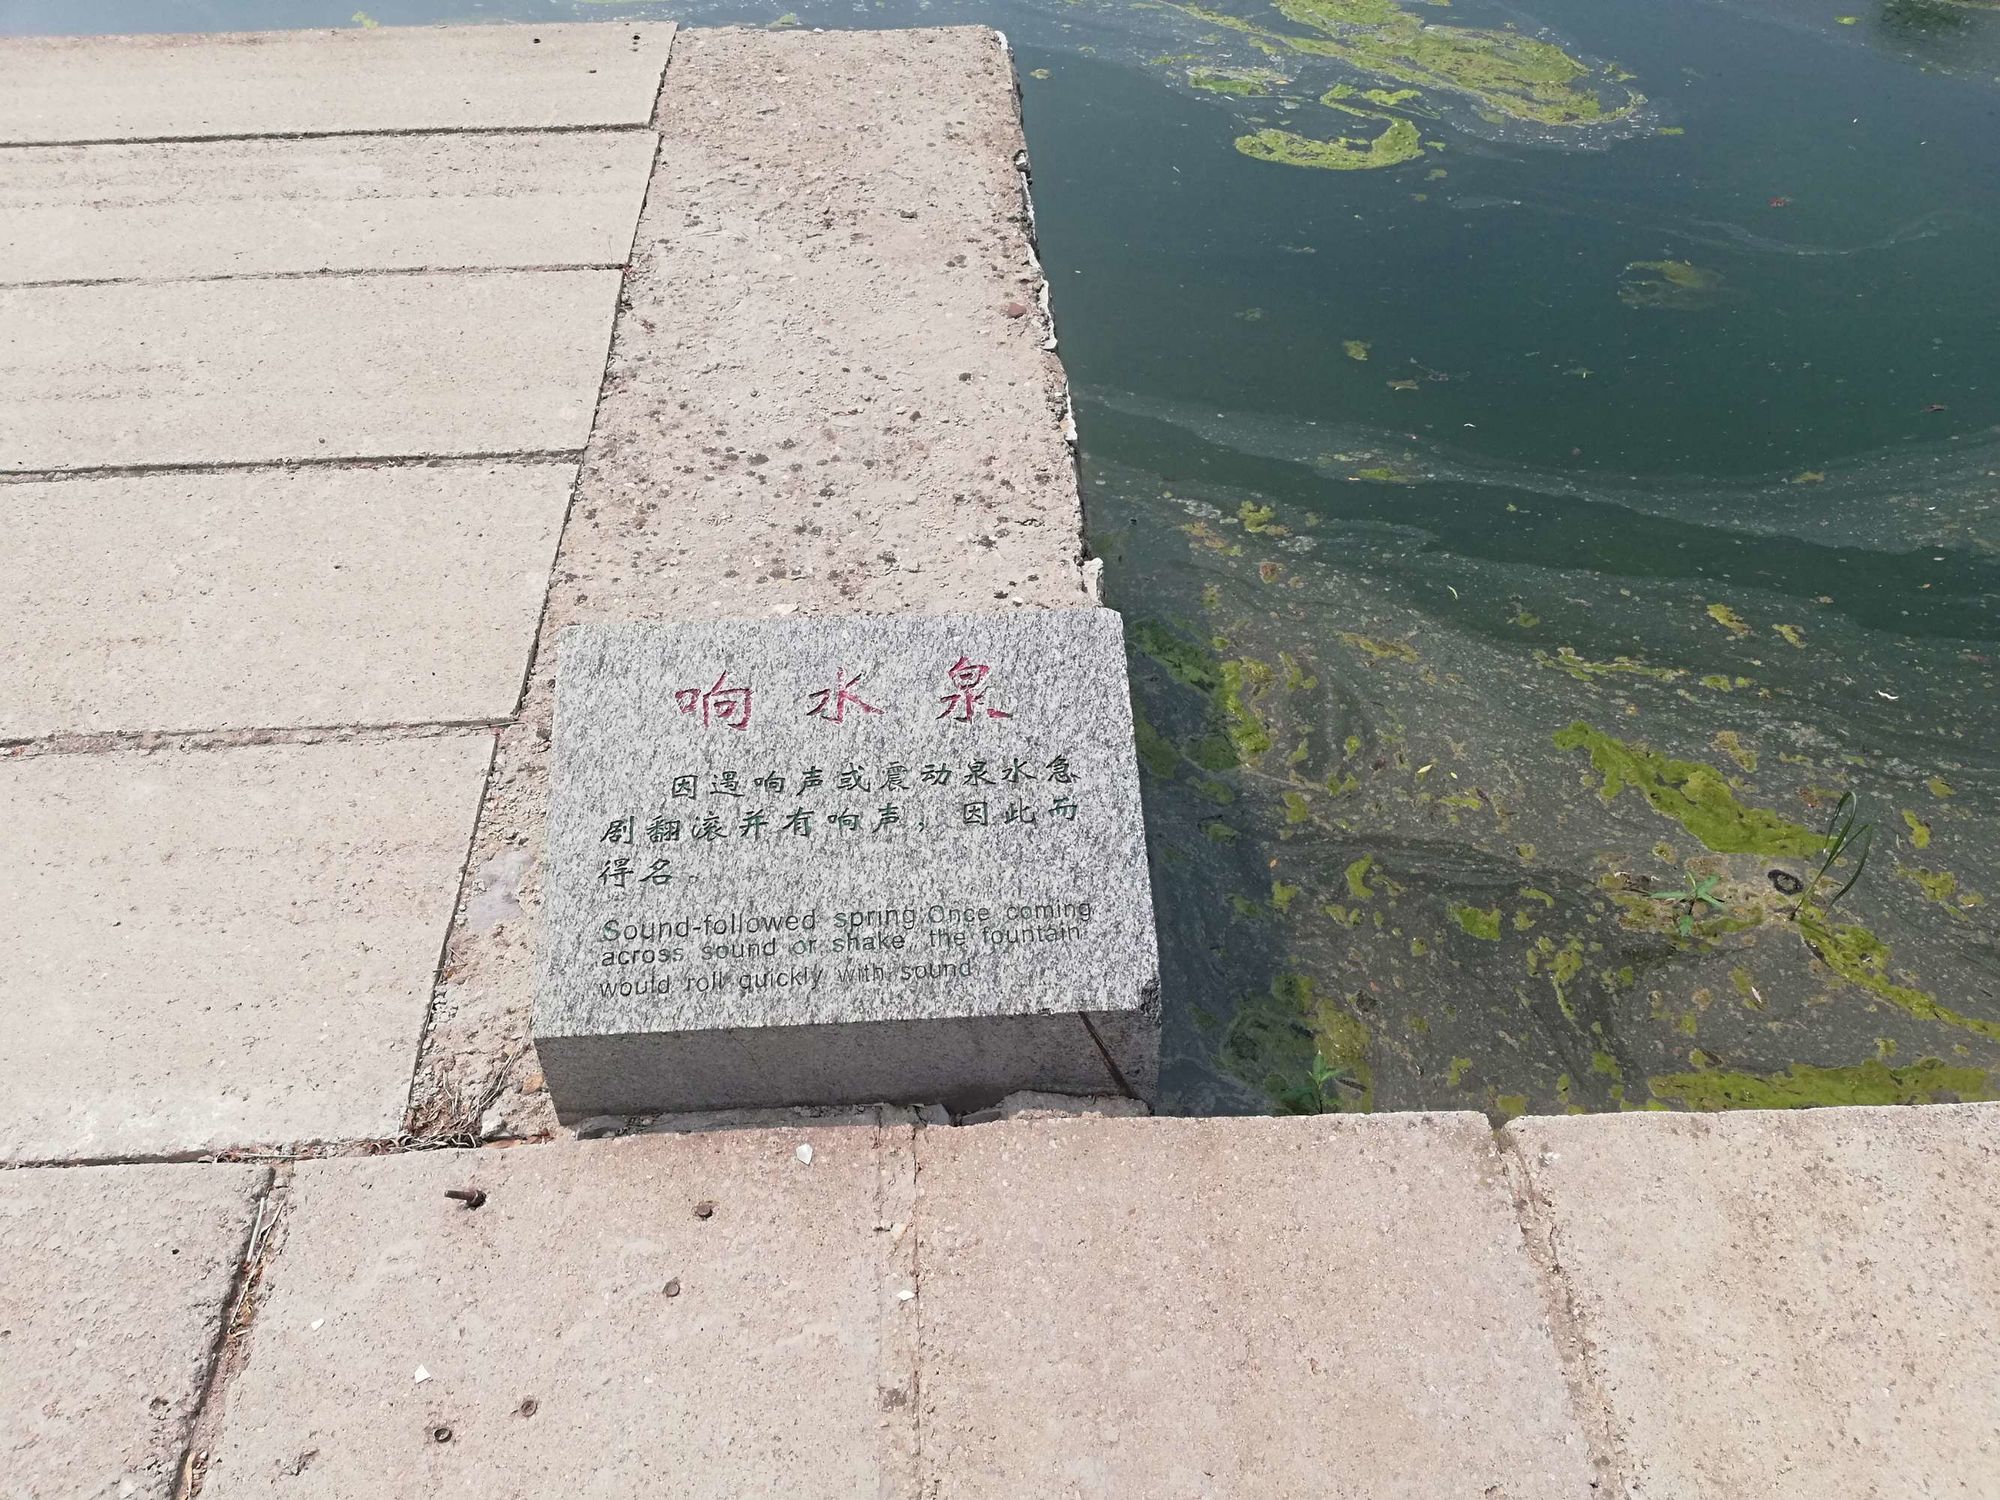 响水泉
因遇响声或震动泉水急
剧翻滚并有响声，因此而
得名。
Sound-followed spring:Once coming
across sound or shake, the fountain
would roll quickly with sound.